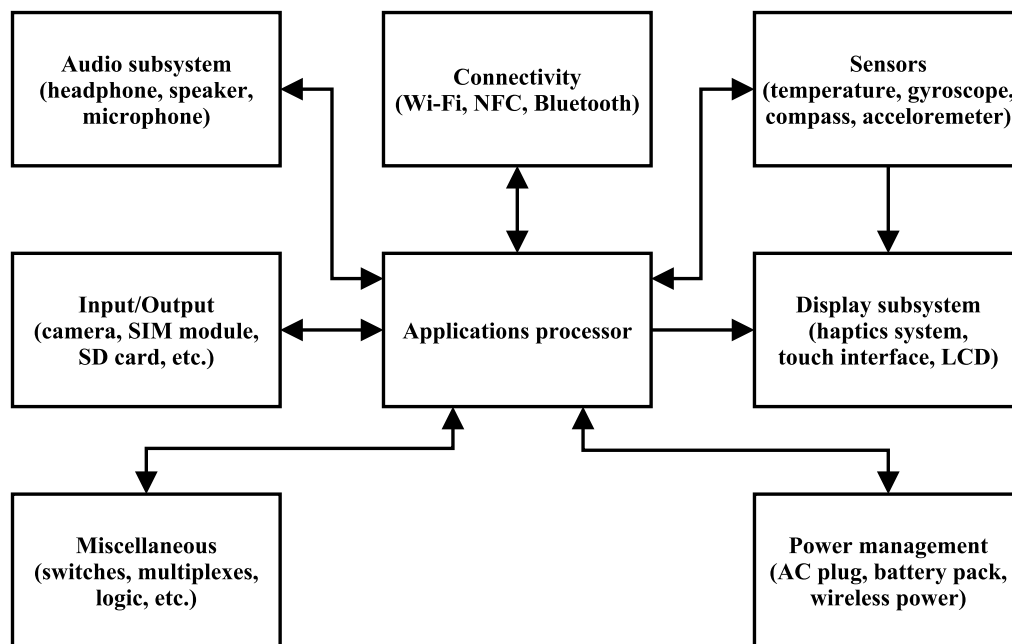 Audio subsystem
(headphone, speaker,
microphone)
Connectivity
(Wi-Fi, NFC, Bluetooth)
Sensors
(temperature, gyroscope,
compass, acceloremeter)
Input/Output
(camera, SIM module,
SD card, etc.)
Applications processor
Display subsystem
(haptics system,
touch interface, LCD)
Miscellaneous
(switches, multiplexes,
logic, etc.)
Power management
(AC plug, battery pack,
wireless power)